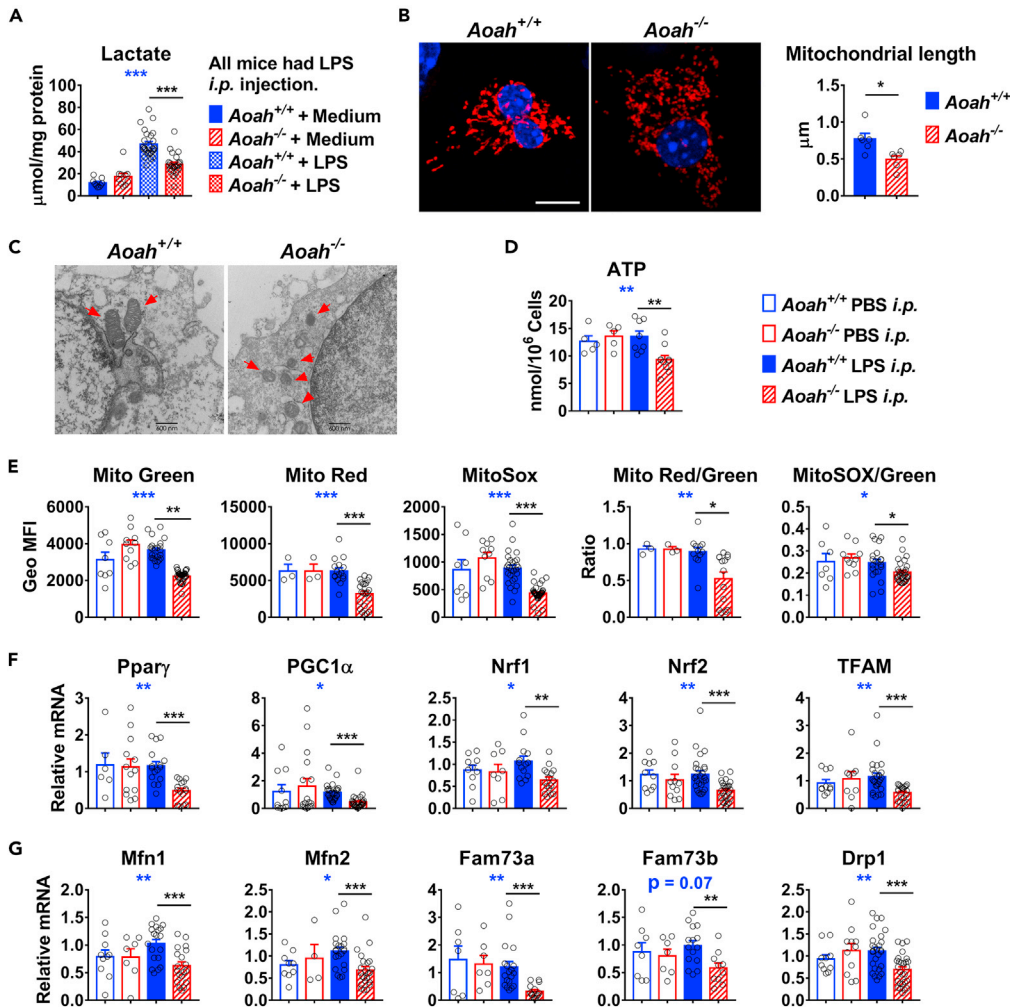 A
Lactate
***
***
μmol/mg protein
100
80
60
40
20
0
All mice had LPS
i.p. injection.
Aoah+/+ + Medium
Aoah-/- + Medium
Aoah+/+ + LPS
Aoah-/- + LPS
B
Aoah+/+
Aoah-/-
Mitochondrial length
*
μm
1.5
1.0
0.5
0.0
Aoah+/+
Aoah-/-
C
Aoah+/+
Aoah-/-
600 nm
600 nm
D
ATP
**
**
nmol/10^6 Cells
20
15
10
5
0
Aoah+/+ PBS i.p.
Aoah-/- PBS i.p.
Aoah+/+ LPS i.p.
Aoah-/- LPS i.p.
E
Mito Green
***
**
Geo MFI
6000
4000
2000
0
Mito Red
***
***
15000
10000
5000
0
MitoSox
***
***
2000
1500
1000
500
0
Mito Red/Green
**
*
Ratio
1.5
1.0
0.5
0.0
MitoSOX/Green
*
*
0.5
0.4
0.3
0.2
0.1
0.0
F
Pparγ
**
***
Relative mRNA
3
2
1
0
PGC1α
*
***
8
6
4
2
0
Nrf1
*
**
2.5
2.0
1.5
1.0
0.5
0.0
Nrf2
**
***
4
3
2
1
0
TFAM
**
***
4
3
2
1
0
G
Mfn1
**
***
Relative mRNA
2.0
1.5
1.0
0.5
0.0
Mfn2
*
***
2.5
2.0
1.5
1.0
0.5
0.0
Fam73a
**
***
4
3
2
1
0
Fam73b
p = 0.07
**
2.0
1.5
1.0
0.5
0.0
Drp1
**
***
2.5
2.0
1.5
1.0
0.5
0.0